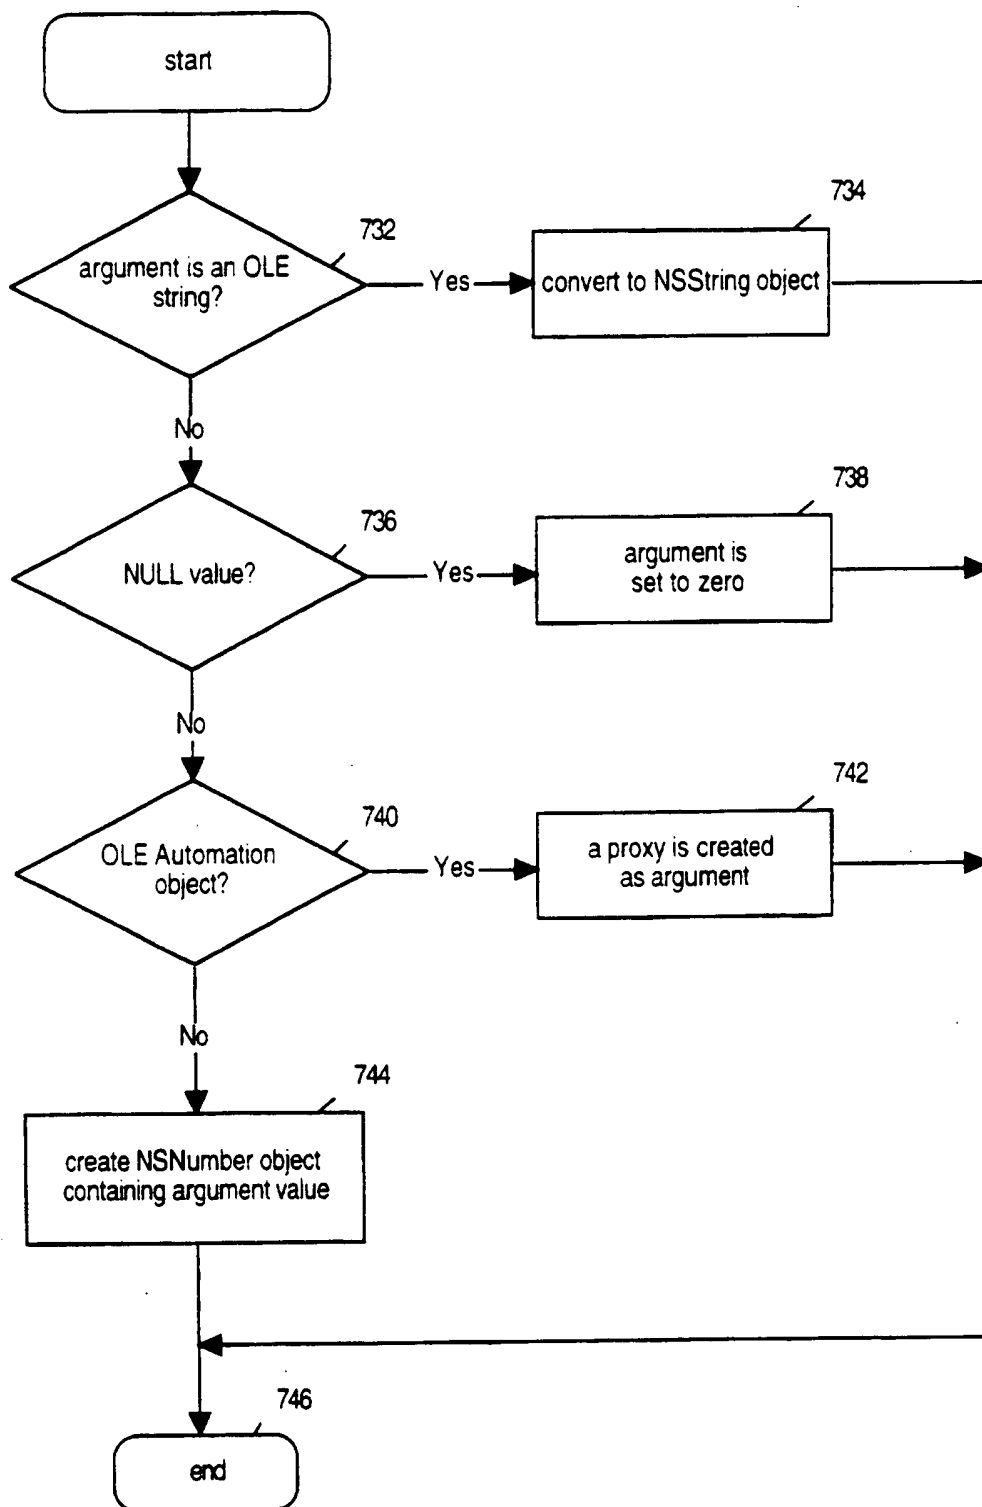 start
732
argument is an OLE
string?
Yes
734
convert to NSString object
No
736
NULL value?
Yes
738
argument is
set to zero
No
740
OLE Automation
object?
Yes
742
a proxy is created
as argument
No
744
create NSNumber object
containing argument value
746
end